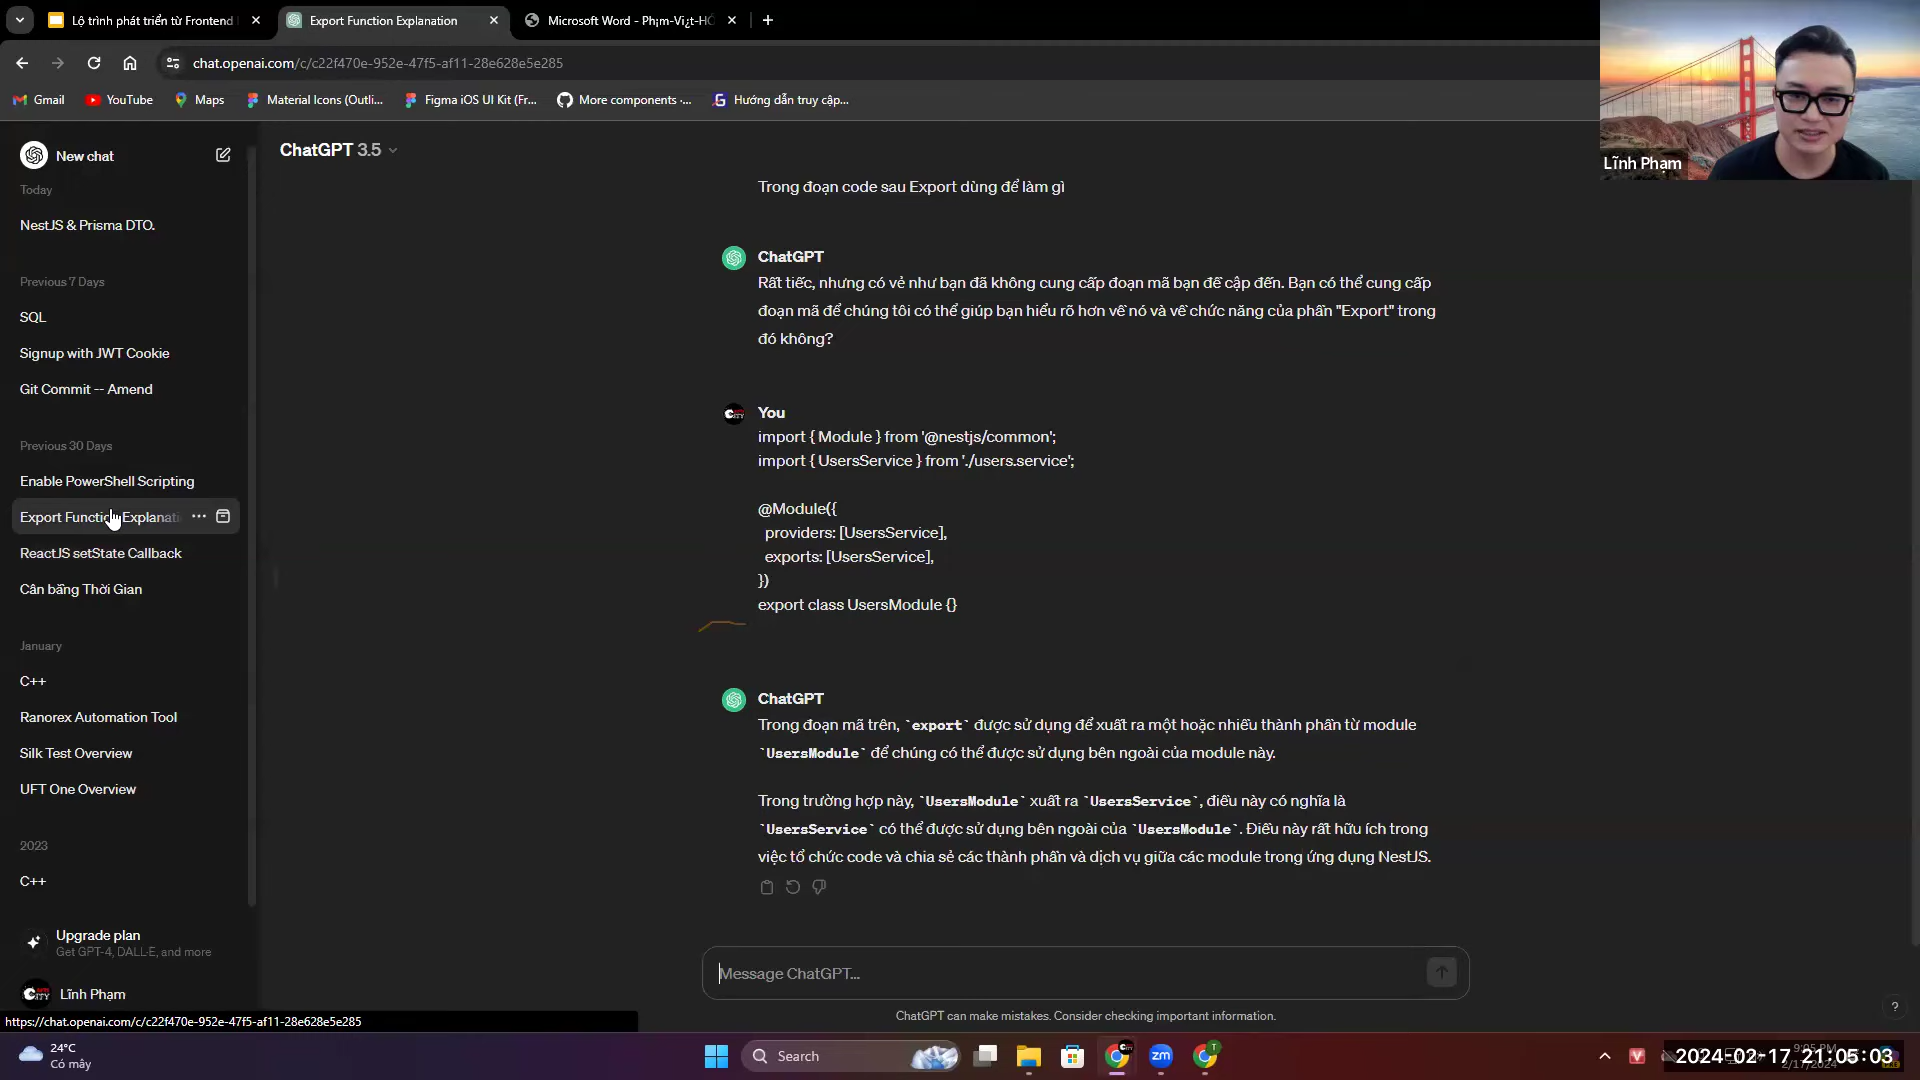 Lộ trình phát triển từ Frontend
Export Function Explanation
Microsoft Word - Ph¡m-Vi¿t-HÓ
chat.openai.com/c/c22f470e-952e-47f5-af11-28e628e5e285
Gmail
YouTube
Maps
Material Icons (Outli...
Figma iOS UI Kit (Fr...
More components ·...
Hướng dẫn truy cập...
Lĩnh Phạm
New chat
ChatGPT 3.5
Today
NestJS & Prisma DTO.
Previous 7 Days
SQL
Signup with JWT Cookie
Git Commit -- Amend
Previous 30 Days
Enable PowerShell Scripting
Export Function Explanati
ReactJS setState Callback
Cân bằng Thời Gian
January
C++
Ranorex Automation Tool
Silk Test Overview
UFT One Overview
2023
C++
Upgrade plan
Get GPT-4, DALL·E, and more
Lĩnh Phạm
https://chat.openai.com/c/c22f470e-952e-47f5-af11-28e628e5e285
Trong đoạn code sau Export dùng để làm gì
ChatGPT
Rất tiếc, nhưng có vẻ như bạn đã không cung cấp đoạn mã bạn đề cập đến. Bạn có thể cung cấp
đoạn mã để chúng tôi có thể giúp bạn hiểu rõ hơn về nó và về chức năng của phần "Export" trong
đó không?
You
import { Module } from '@nestjs/common';
import { UsersService } from './users.service';
@Module({
providers: [UsersService],
exports: [UsersService],
})
export class UsersModule {}
ChatGPT
Trong đoạn mã trên, `export` được sử dụng để xuất ra một hoặc nhiều thành phần từ module
`UsersModule` để chúng có thể được sử dụng bên ngoài của module này.
Trong trường hợp này, `UsersModule` xuất ra `UsersService`, điều này có nghĩa là
`UsersService` có thể được sử dụng bên ngoài của `UsersModule`. Điều này rất hữu ích trong
việc tổ chức code và chia sẻ các thành phần và dịch vụ giữa các module trong ứng dụng NestJS.
Message ChatGPT...
ChatGPT can make mistakes. Consider checking important information.
?
24°C
Có mây
Search
zm
V
2024-02-17 21:05:03